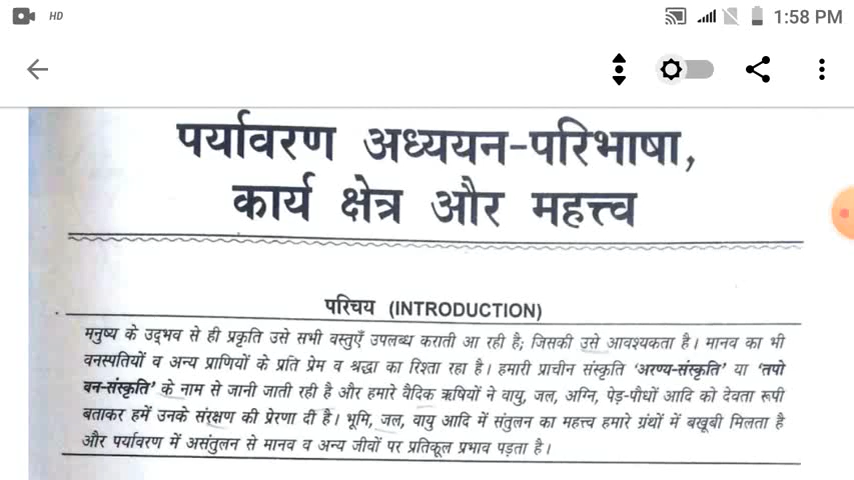 HD
1:58 PM
पर्यावरण अध्ययन-परिभाषा,
कार्य क्षेत्र और महत्त्व
परिचय (INTRODUCTION)
मनुष्य के उद्भव से ही प्रकृति उसे सभी वस्तुएँ उपलब्ध कराती आ रही है; जिसकी उसे आवश्यकता है। मानव का भी
वनस्पतियों व अन्य प्राणियों के प्रति प्रेम व श्रद्धा का रिश्ता रहा है। हमारी प्राचीन संस्कृति 'अरण्य-संस्कृति' या 'तपो
बन-संस्कृति' के नाम से जानी जाती रही है और हमारे वैदिक ऋषियों ने वायु, जल, अग्नि, पेड़-पौधों आदि को देवता रूपी
बताकर हमें उनके संरक्षण की प्रेरणा दी है। भूमि, जल, वायु आदि में संतुलन का महत्त्व हमारे ग्रंथों में बखूबी मिलता है
और पर्यावरण में असंतुलन से मानव व अन्य जीवों पर प्रतिकूल प्रभाव पड़ता है।